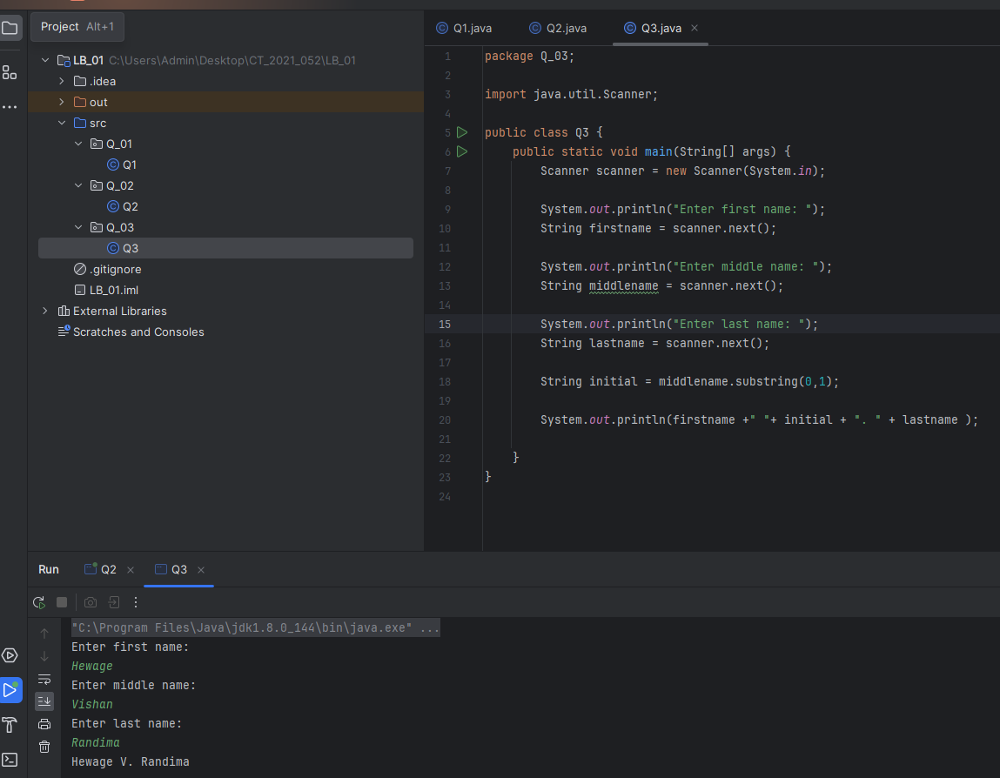 Project Alt+1
LB_01 C:\Users\Admin\Desktop\CT_2021_052\LB_01
.idea
out
src
Q_01
Q1
Q_02
Q2
Q_03
Q3
.gitignore
LB_01.iml
External Libraries
Scratches and Consoles
Q1.java Q2.java Q3.java
1 package Q_03;
2
3 import java.util.Scanner;
4
5 public class Q3 {
6 public static void main(String[] args) {
7 Scanner scanner = new Scanner(System.in);
8
9 System.out.println("Enter first name: ");
10 String firstname = scanner.next();
11
12 System.out.println("Enter middle name: ");
13 String middlename = scanner.next();
14
15 System.out.println("Enter last name: ");
16 String lastname = scanner.next();
17
18 String initial = middlename.substring(0,1);
19
20 System.out.println(firstname +" "+ initial + ". " + lastname );
21
22 }
23 }
24
Run Q2 Q3
"C:\Program Files\Java\jdk1.8.0_144\bin\java.exe" ...
Enter first name:
Hewage
Enter middle name:
Vishan
Enter last name:
Randima
Hewage V. Randima